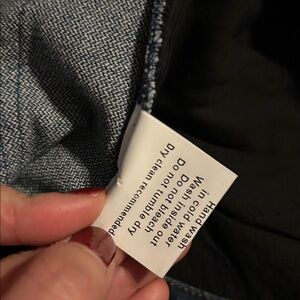 Hand wash
In cold water
Wash inside out
Do not bleach
Do not tumble dry
Dry clean recommended